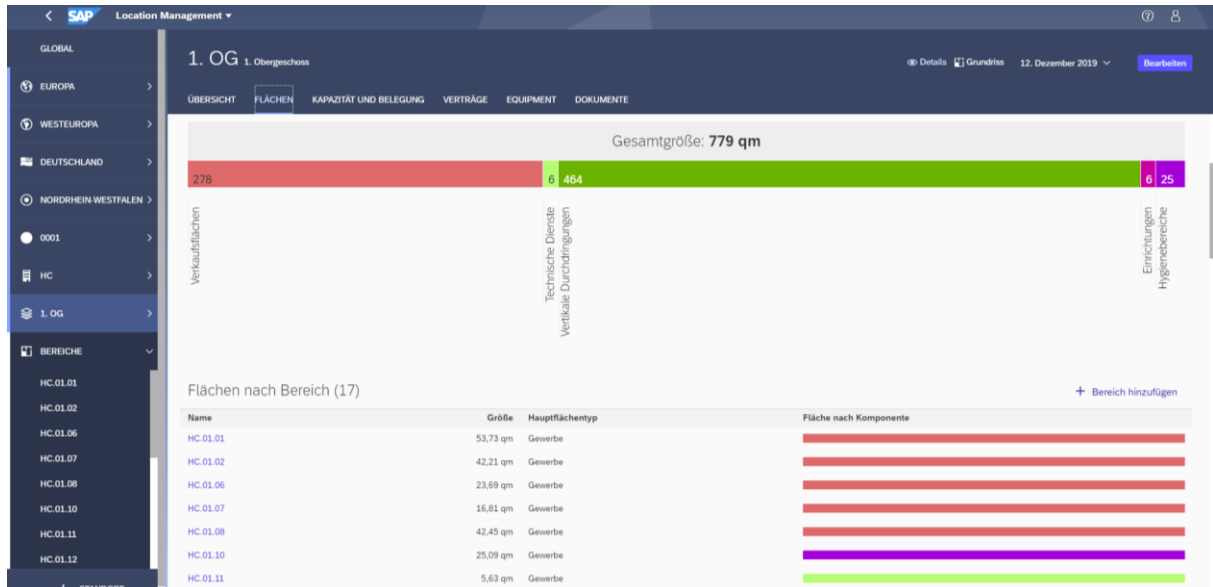 SAP Location Management
GLOBAL
EUROPA
WESTEUROPA
DEUTSCHLAND
NORDRHEIN-WESTFALEN
0001
HC
1. OG
BEREICHE
HC.01.01
HC.01.02
HC.01.06
HC.01.07
HC.01.08
HC.01.10
HC.01.11
HC.01.12
1. OG 1. Obergeschoss
Details Grundriss 12. Dezember 2019 Bearbeiten
ÜBERSICHT FLÄCHEN KAPAZITÄT UND BELEGUNG VERTRÄGE EQUIPMENT DOKUMENTE
Gesamtgröße: 779 qm
278 6 464 6 25
Verkaufsflächen
Technische Dienste
Vertikale Durchdringungen
Einrichtungen
Hygienebereiche
Flächen nach Bereich (17)
+ Bereich hinzufügen
Name Größe Hauptflächentyp Fläche nach Komponente
HC.01.01 53,73 qm Gewerbe
HC.01.02 42,21 qm Gewerbe
HC.01.06 23,69 qm Gewerbe
HC.01.07 16,81 qm Gewerbe
HC.01.08 42,45 qm Gewerbe
HC.01.10 25,09 qm Gewerbe
HC.01.11 5,63 qm Gewerbe